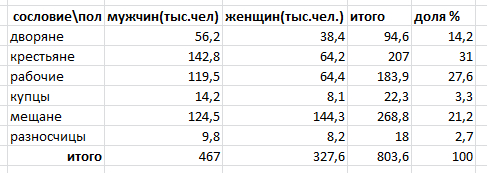 сословие\пол мужчин(тыс.чел) женщин(тыс.чел.) итого доля %
дворяне 56,2 38,4 94,6 14,2
крестьяне 142,8 64,2 207 31
рабочие 119,5 64,4 183,9 27,6
купцы 14,2 8,1 22,3 3,3
мещане 124,5 144,3 268,8 21,2
разносчицы 9,8 8,2 18 2,7
итого 467 327,6 803,6 100